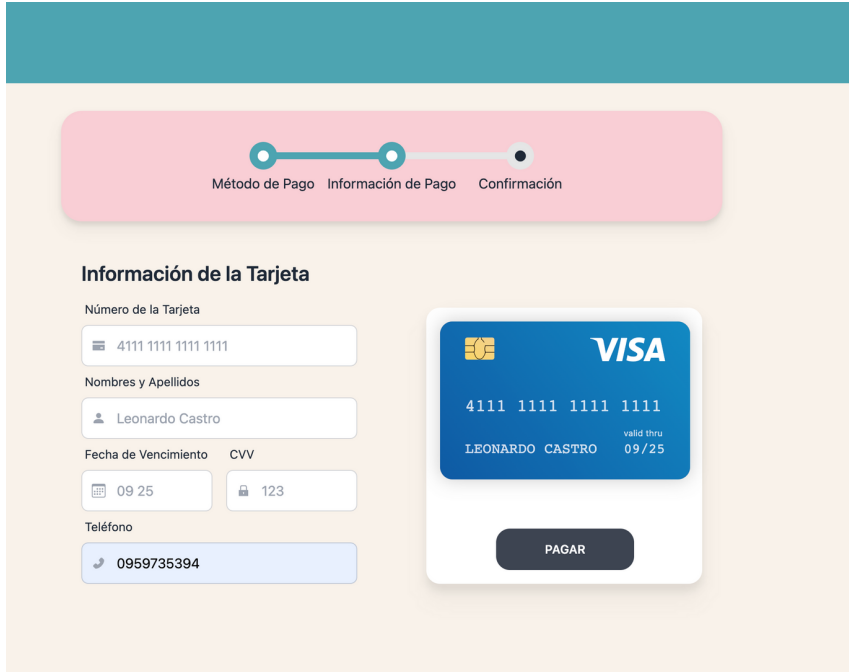 Método de Pago Información de Pago Confirmación
Información de la Tarjeta
Número de la Tarjeta
4111 1111 1111 1111
Nombres y Apellidos
Leonardo Castro
Fecha de Vencimiento CVV
09 25 123
Teléfono
0959735394
VISA
4111 1111 1111 1111
valid thru
LEONARDO CASTRO 09/25
PAGAR